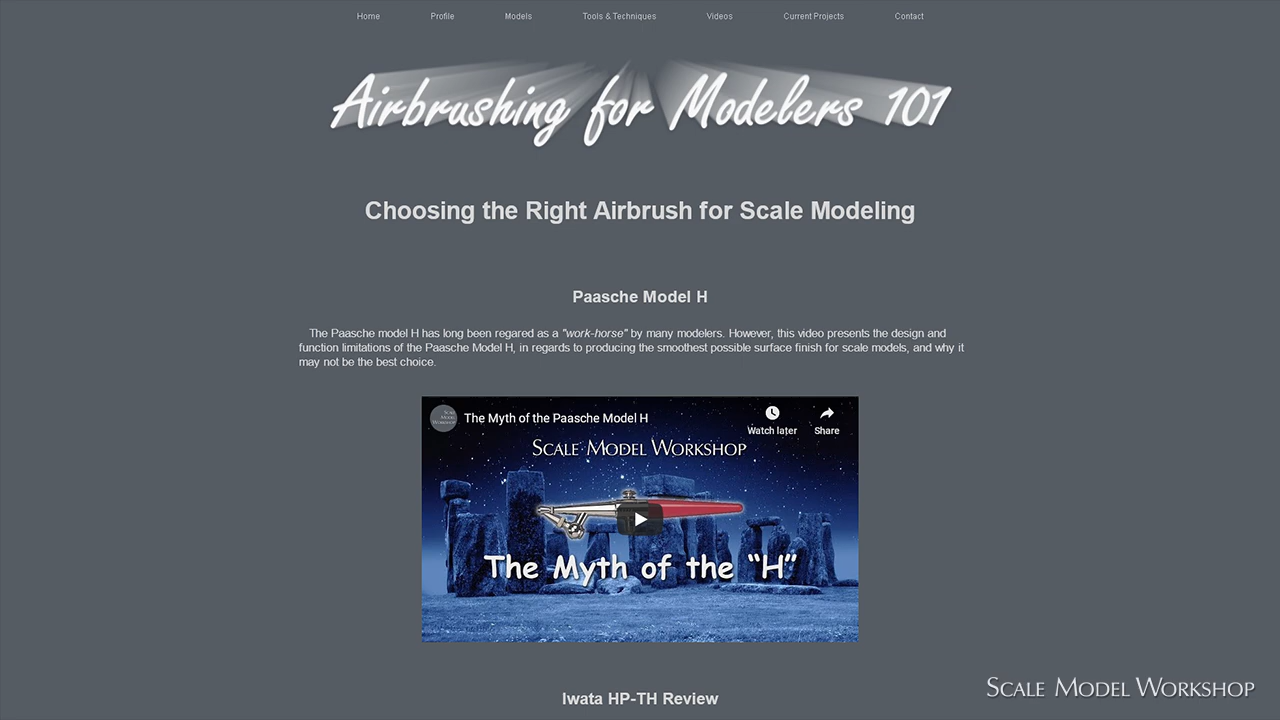 Home Profile Models Tools & Techniques Videos Current Projects Contact
Airbrushing for Modelers 101
Choosing the Right Airbrush for Scale Modeling
Paasche Model H
The Paasche model H has long been regared as a "work-horse" by many modelers. However, this video presents the design and
function limitations of the Paasche Model H, in regards to producing the smoothest possible surface finish for scale models, and why it
may not be the best choice.
SCALE MODEL WORKSHOP
The Myth of the Paasche Model H
Watch later
Share
SCALE MODEL WORKSHOP
The Myth of the "H"
Iwata HP-TH Review
SCALE MODEL WORKSHOP